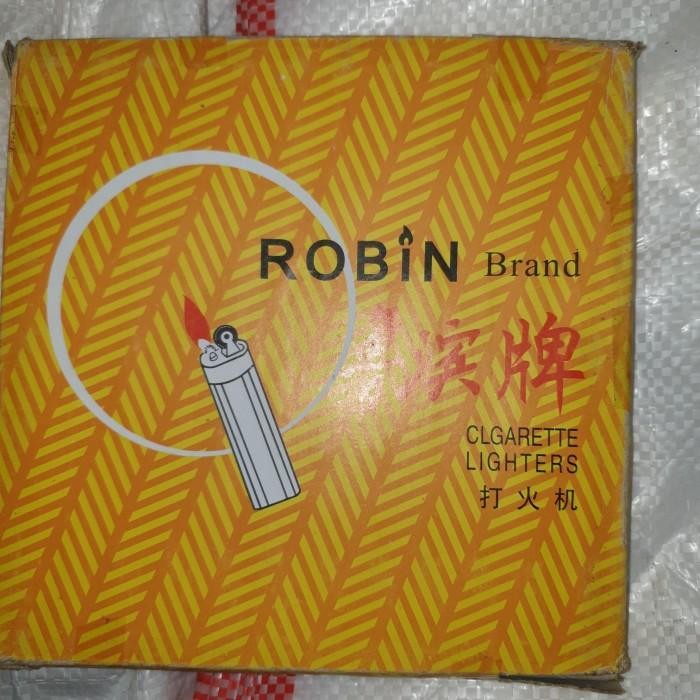 ROBiN Brand
滨牌
CLGARETTE
LIGHTERS
打火机